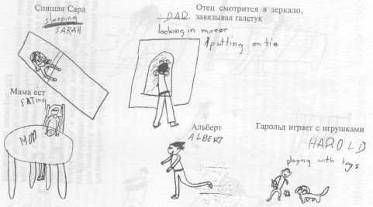 Спящая Сара
sleeping
SARAH
DAD
Отец смотрится в зеркало,
завязывая галстук
looking in mirror
putting on tie
Мама ест
EATING
MOM
Альберт
ALBERT
Гарольд играет с игрушками
HAROLD
playing with toys